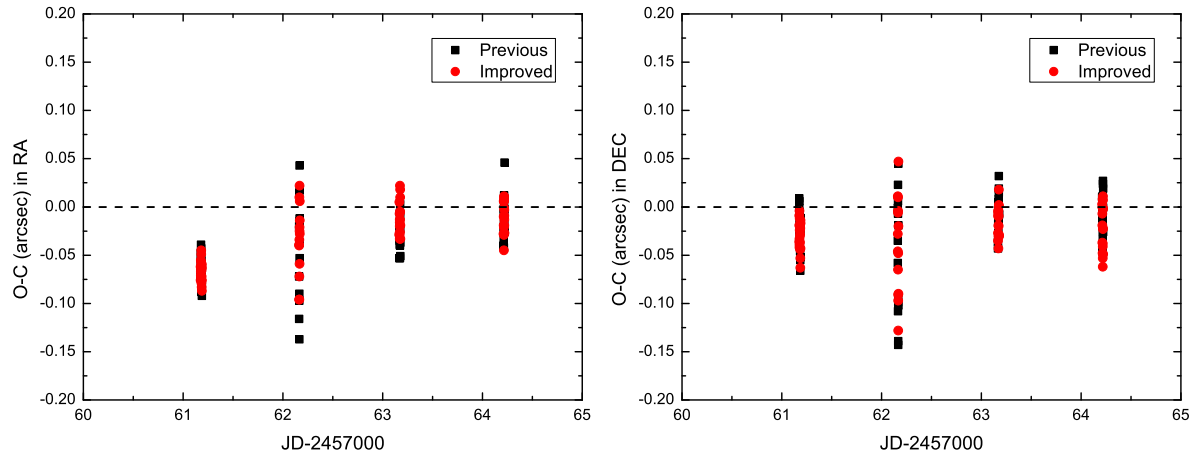 0.20
0.15
0.10
0.05
0.00
-0.05
-0.10
-0.15
-0.20
O-C (arcsec) in RA
Previous
Improved
60 61 62 63 64 65
JD-2457000
0.20
0.15
0.10
0.05
0.00
-0.05
-0.10
-0.15
-0.20
O-C (arcsec) in DEC
Previous
Improved
60 61 62 63 64 65
JD-2457000